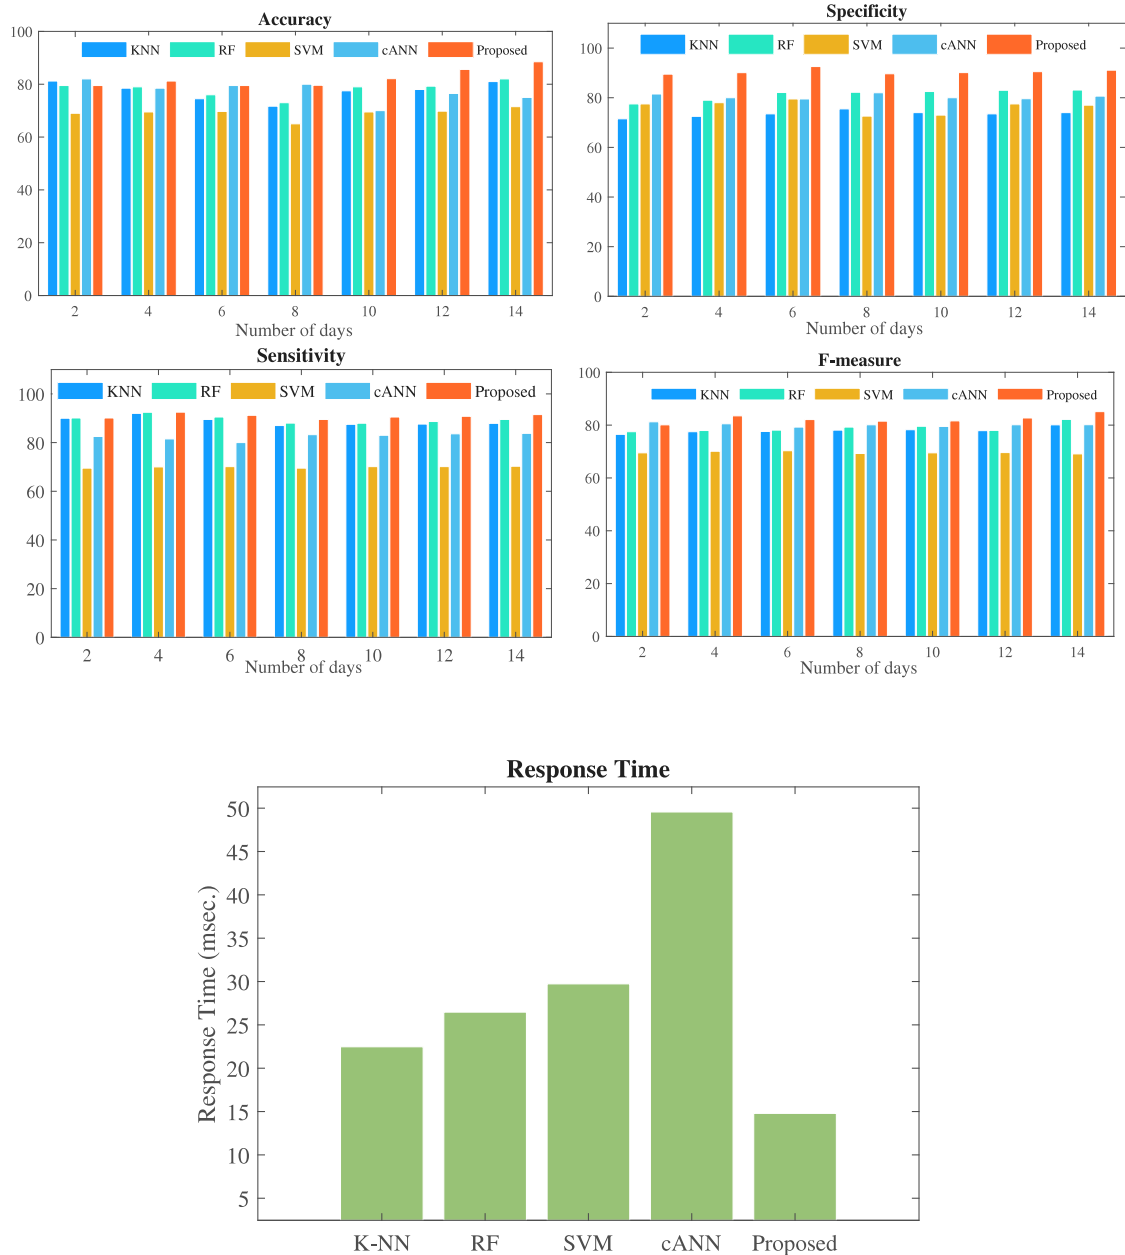 Accuracy
100
KNN RF SVM cANN Proposed
80
60
40
20
0
2 4 6 8 10 12 14
Number of days
Specificity
100
KNN RF SVM cANN Proposed
80
60
40
20
0
2 4 6 8 10 12 14
Number of days
Sensitivity
100
KNN RF SVM cANN Proposed
80
60
40
20
0
2 4 6 8 10 12 14
Number of days
F-measure
100
KNN RF SVM cANN Proposed
80
60
40
20
0
2 4 6 8 10 12 14
Number of days
Response Time
Response Time (msec.)
50
45
40
35
30
25
20
15
10
5
K-NN RF SVM cANN Proposed